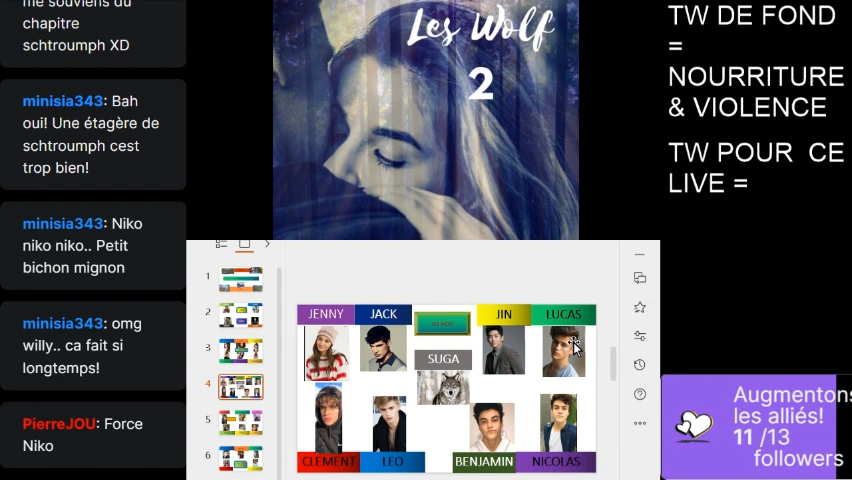 me souviens du
chapitre
schtroumph XD
minisia343: Bah
oui! Une étagère de
schtroumph cest
trop bien!
minisia343: Niko
niko niko.. Petit
bichon mignon
minisia343: omg
willy.. ca fait si
longtemps!
PierreJOU: Force
Niko
Les Wolf
2
TW DE FOND
=
NOURRITURE
& VIOLENCE
TW POUR CE
LIVE =
1
2
3
4
5
6
JENNY
JACK
JIN
LUCAS
SUGA
CLEMENT
LEO
BENJAMIN
NICOLAS
Augmentons
les alliés!
11 /13
followers